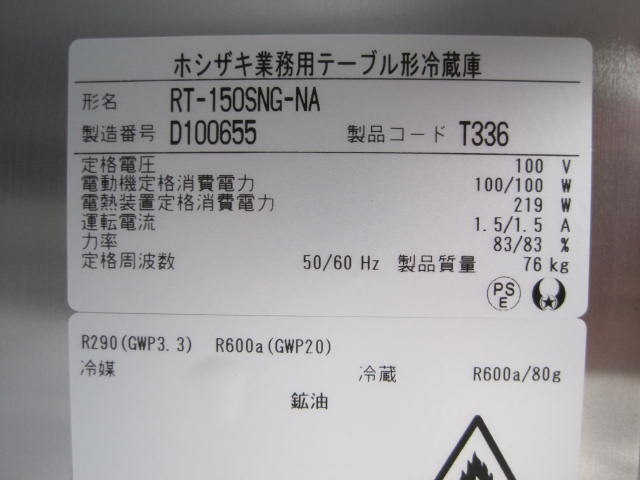 ホシザキ業務用テーブル形冷蔵庫
形名 RT-150SNG-NA
製造番号 D100655 製品コード T336
定格電圧 100 V
電動機定格消費電力 100/100 W
電熱装置定格消費電力 219 W
運転電流 1.5/1.5 A
力率 83/83 %
定格周波数 50/60 Hz 製品質量 76 kg
PS
E
R290(GWP3.3) R600a(GWP20)
冷媒 冷蔵 R600a/80g
鉱油